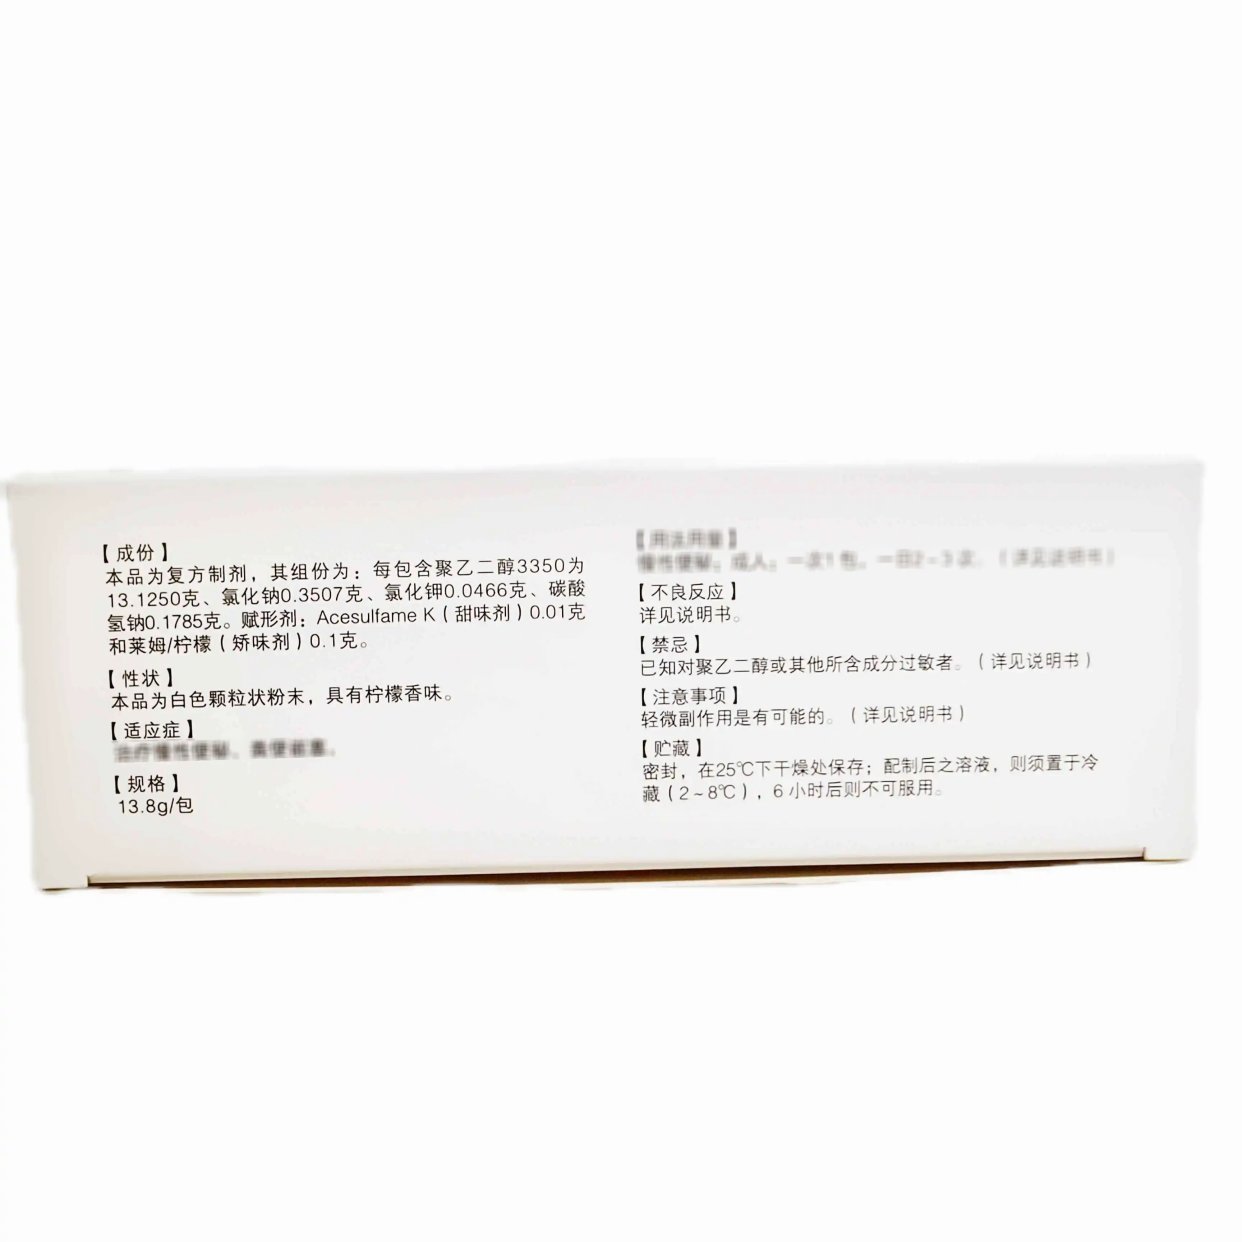 【成份】
本品为复方制剂，其组份为：每包含聚乙二醇3350为
13.1250克、氯化钠0.3507克、氯化钾0.0466克、碳酸
氢钠0.1785克。赋形剂：Acesulfame K（甜味剂）0.01克
和莱姆/柠檬（矫味剂）0.1克。
【性状】
本品为白色颗粒状粉末，具有柠檬香味。
【适应症】
【规格】
13.8g/包
【不良反应】
详见说明书。
【禁忌】
已知对聚乙二醇或其他所含成分过敏者。（详见说明书）
【注意事项】
轻微副作用是有可能的。（详见说明书）
【贮藏】
密封，在25℃下干燥处保存；配制后之溶液，则须置于冷
藏（2~8℃），6小时后则不可服用。